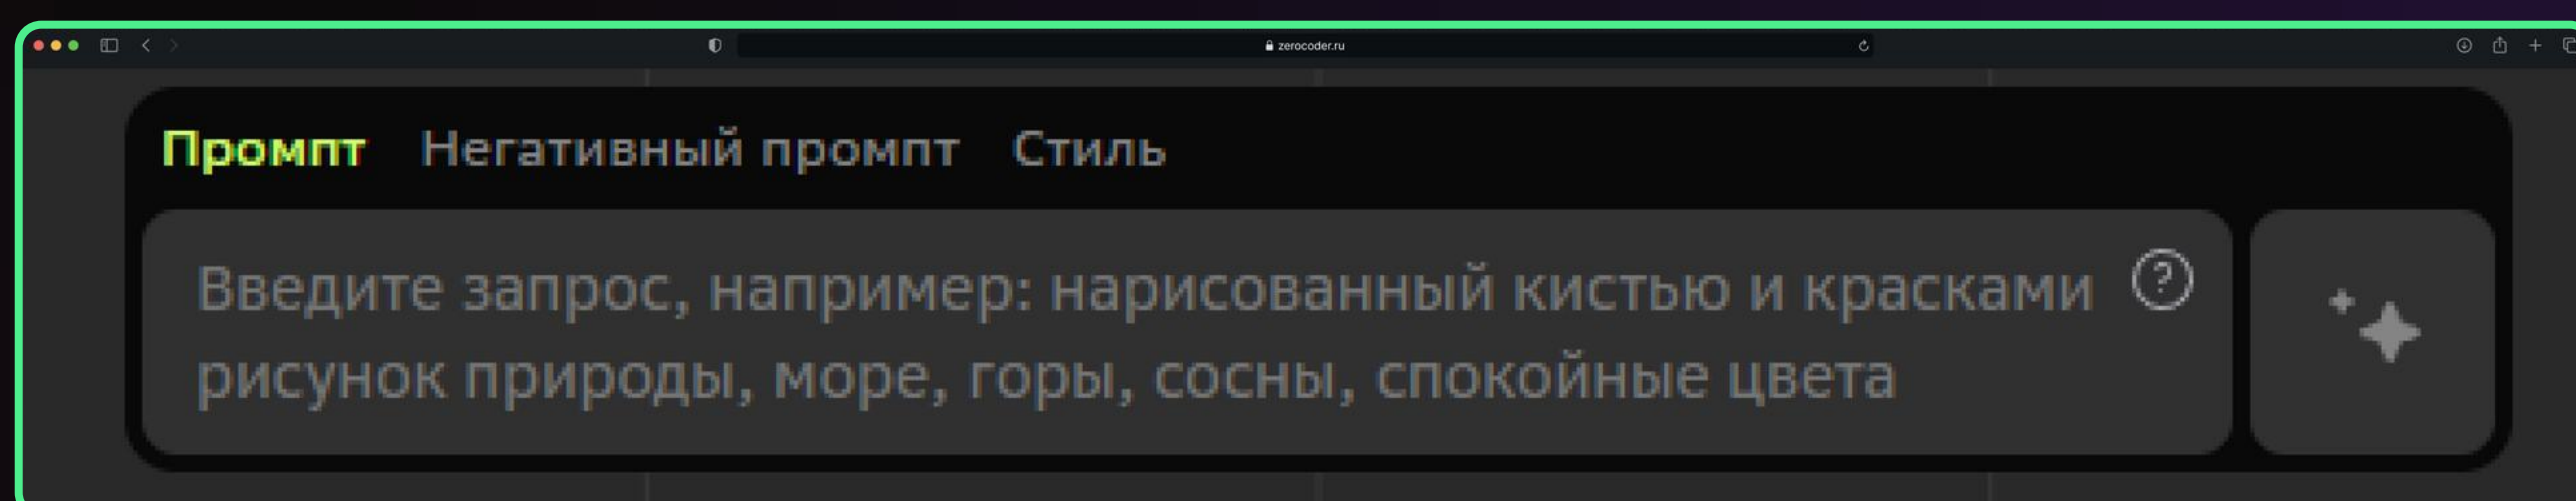 zerocoder.ru
Промпт Негативный промпт Стиль
Введите запрос, например: нарисованный кистью и красками
рисунок природы, море, горы, сосны, спокойные цвета
?